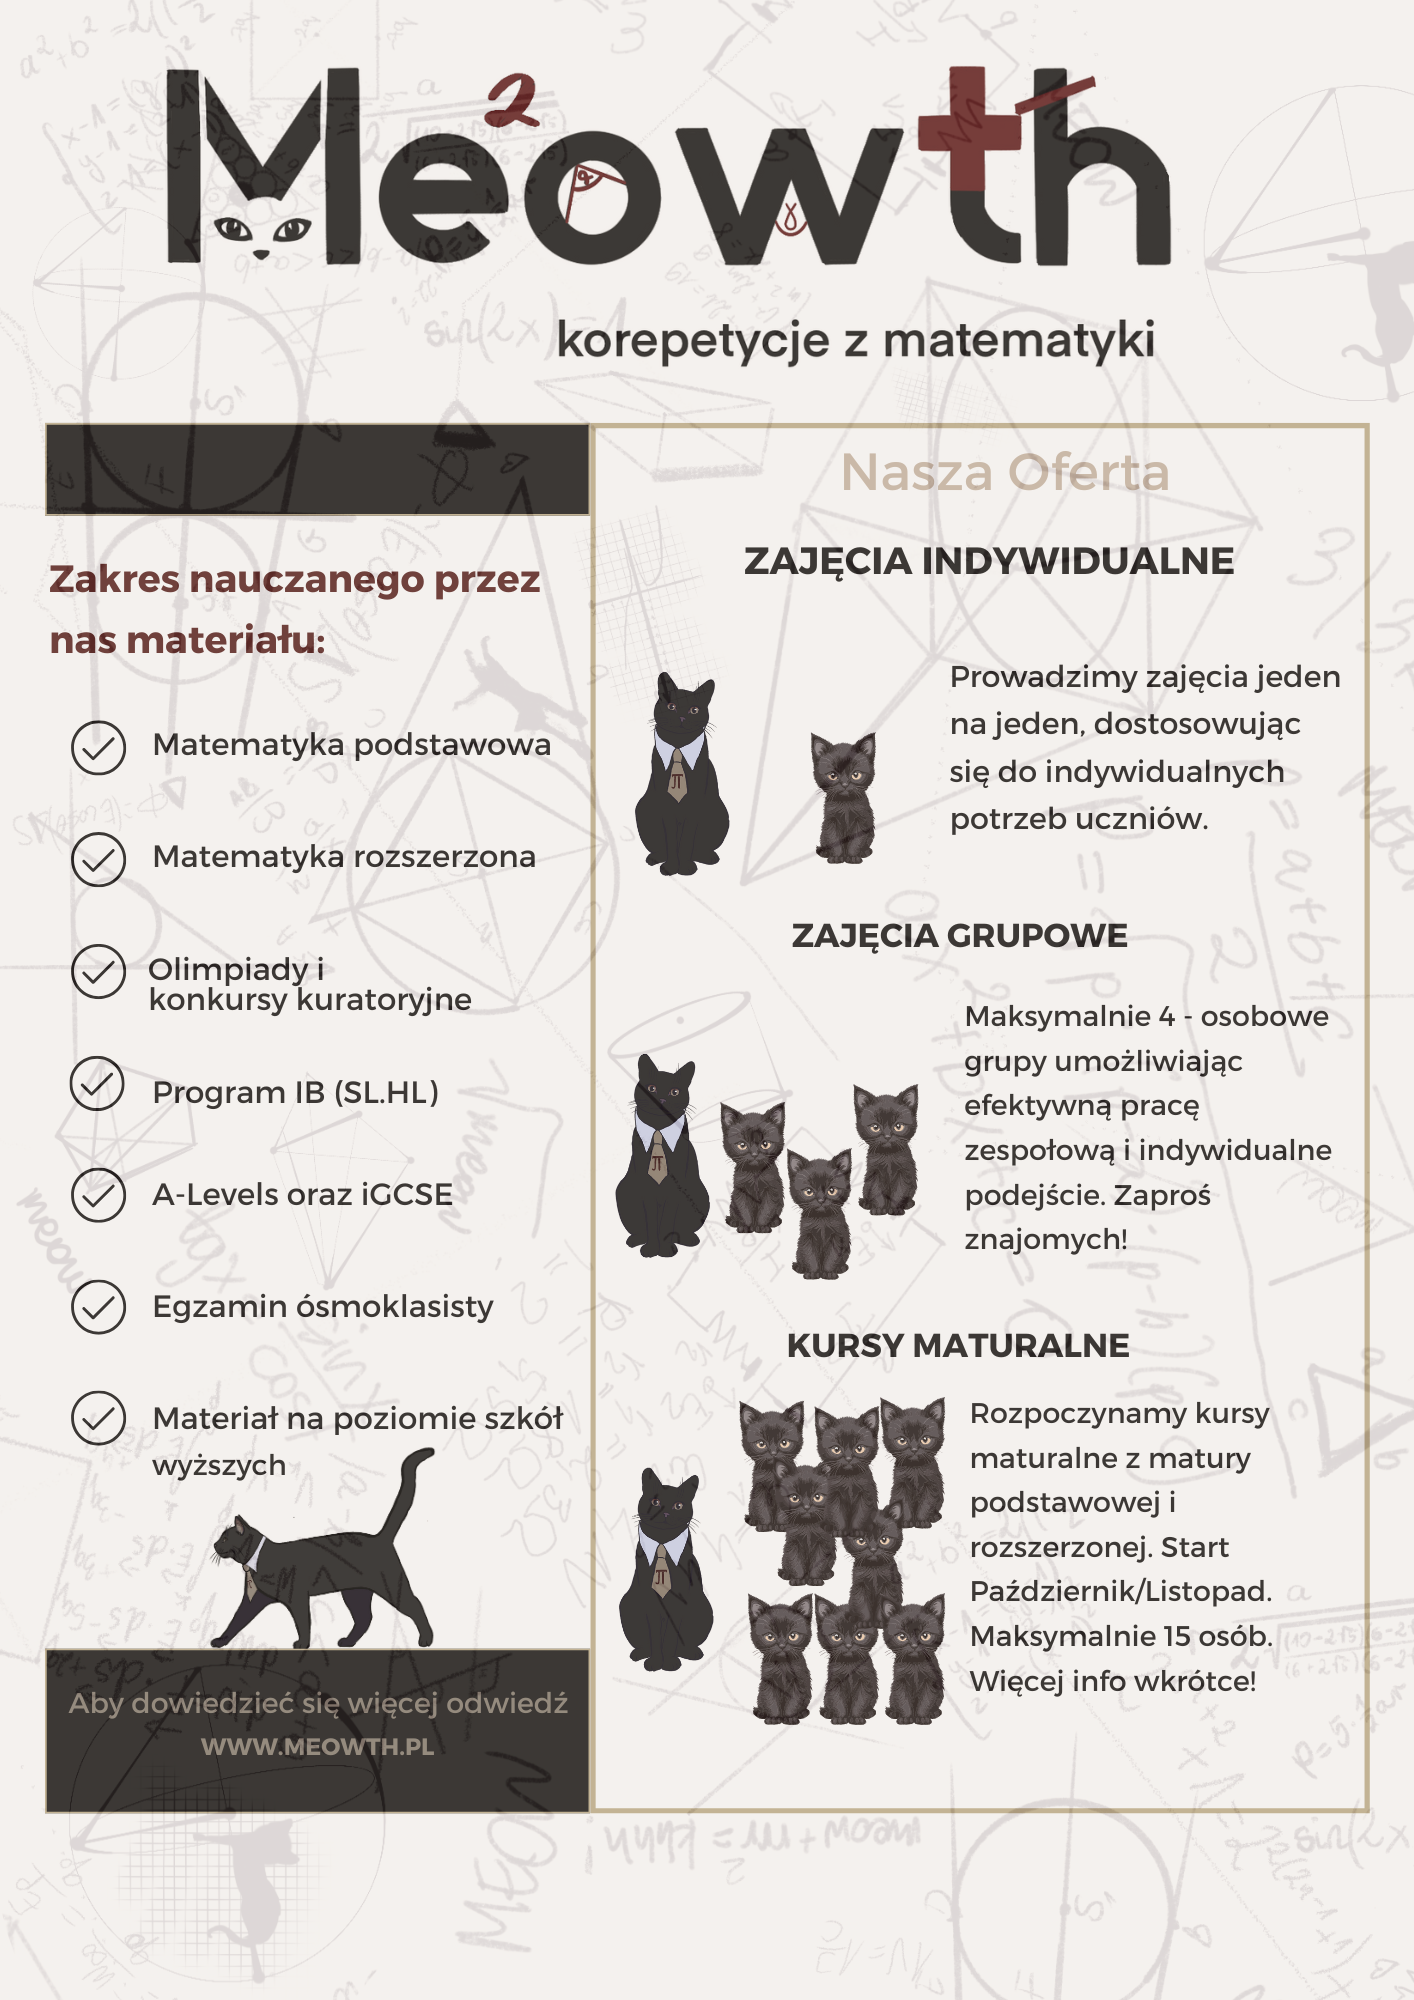 Me²owth
korepetycje z matematyki
Zakres nauczanego przez
nas materiału:
Matematyka podstawowa
Matematyka rozszerzona
Olimpiady i
konkursy kuratoryjne
Program IB (SL.HL)
A-Levels oraz iGCSE
Egzamin ósmoklasisty
Materiał na poziomie szkół
wyższych
Aby dowiedzieć się więcej odwiedź
WWW.MEOWTH.PL
Nasza Oferta
ZAJĘCIA INDYWIDUALNE
Prowadzimy zajęcia jeden
na jeden, dostosowując
się do indywidualnych
potrzeb uczniów.
ZAJĘCIA GRUPOWE
Maksymalnie 4 - osobowe
grupy umożliwiając
efektywną pracę
zespołową i indywidualne
podejście. Zaproś
znajomych!
KURSY MATURALNE
Rozpoczynamy kursy
maturalne z matury
podstawowej i
rozszerzonej. Start
Październik/Listopad.
Maksymalnie 15 osób.
Więcej info wkrótce!